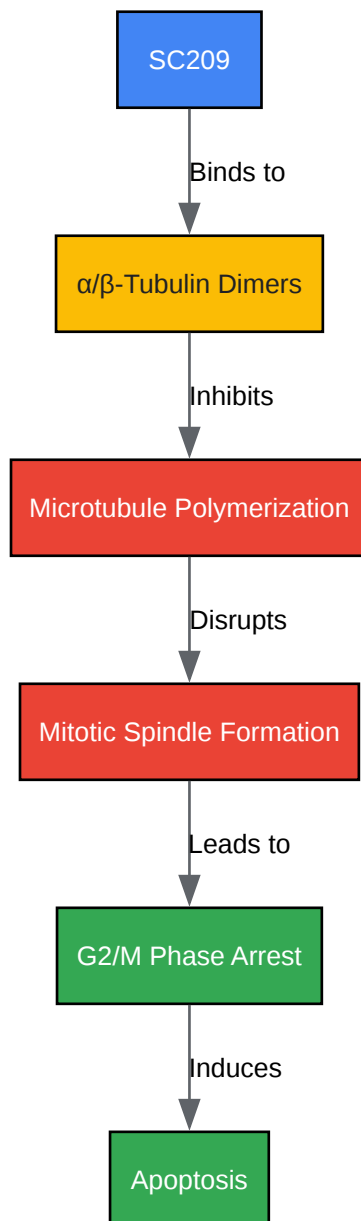 SC209
Binds to
α/β-Tubulin Dimers
Inhibits
Microtubule Polymerization
Disrupts
Mitotic Spindle Formation
Leads to
G2/M Phase Arrest
Induces
Apoptosis